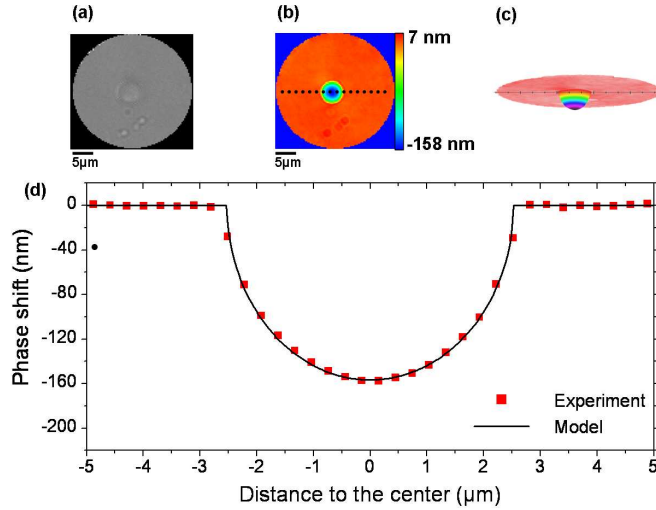 (a)
(b)
(c)
7 nm
-158 nm
5µm
5µm
(d)
0
-40
-80
-120
-160
-200
Phase shift (nm)
Experiment
Model
-5 -4 -3 -2 -1 0 1 2 3 4 5
Distance to the center (µm)